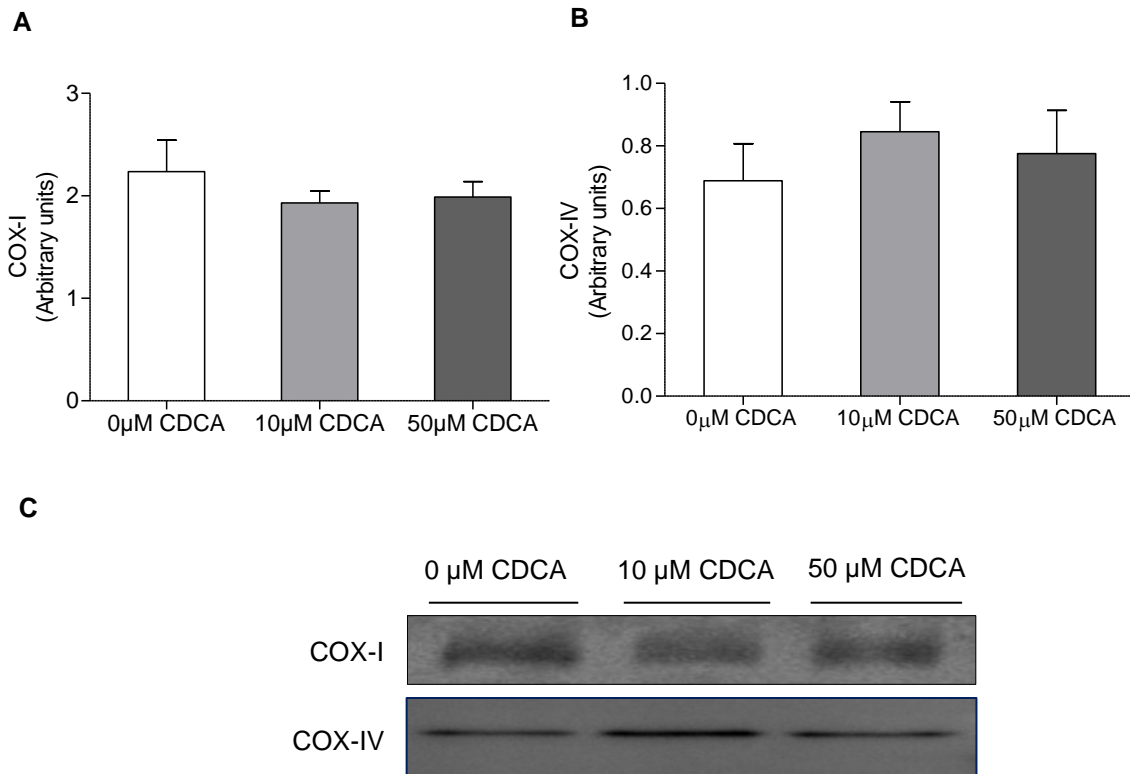 A
COX-I
(Arbitrary units)
3
2
1
0
0µM CDCA
10µM CDCA
50µM CDCA
B
COX-IV
(Arbitrary units)
1.0
0.8
0.6
0.4
0.2
0.0
0µM CDCA
10µM CDCA
50µM CDCA
C
0 µM CDCA
10 µM CDCA
50 µM CDCA
COX-I
COX-IV